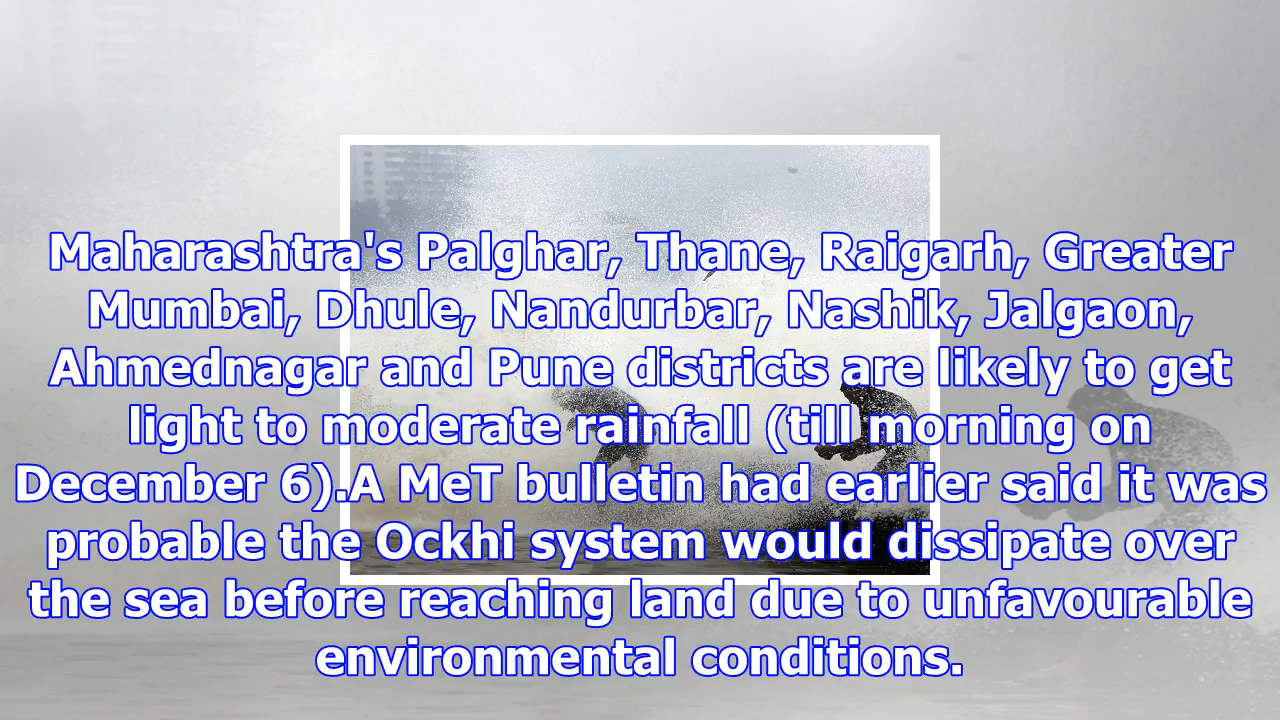 Maharashtra's Palghar, Thane, Raigarh, Greater
Mumbai, Dhule, Nandurbar, Nashik, Jalgaon,
Ahmednagar and Pune districts are likely to get
light to moderate rainfall (till morning on
December 6).A MeT bulletin had earlier said it was
probable the Ockhi system would dissipate over
the sea before reaching land due to unfavourable
environmental conditions.